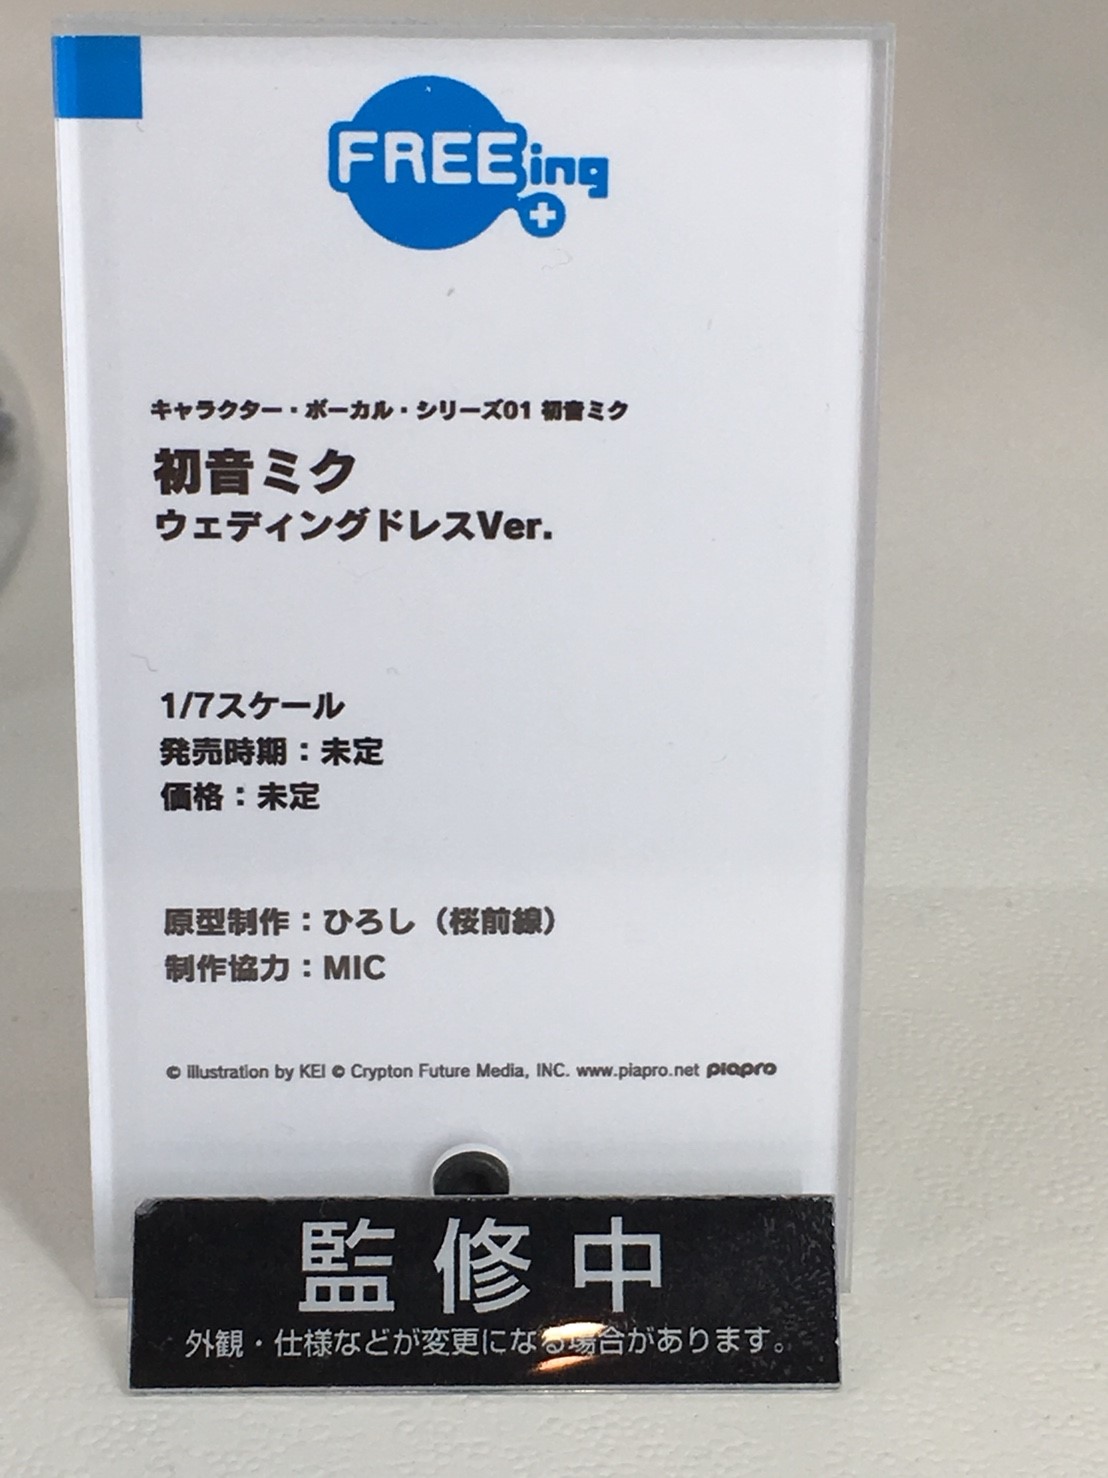 FREEing
キャラクター・ボーカル・シリーズ01 初音ミク
初音ミク
ウェディングドレスVer.
1/7スケール
発売時期：未定
価格：未定
原型制作：ひろし（桜前線）
制作協力：MIC
© illustration by KEI © Crypton Future Media, INC. www.piapro.net piapro
監修中
外観・仕様などが変更になる場合があります。